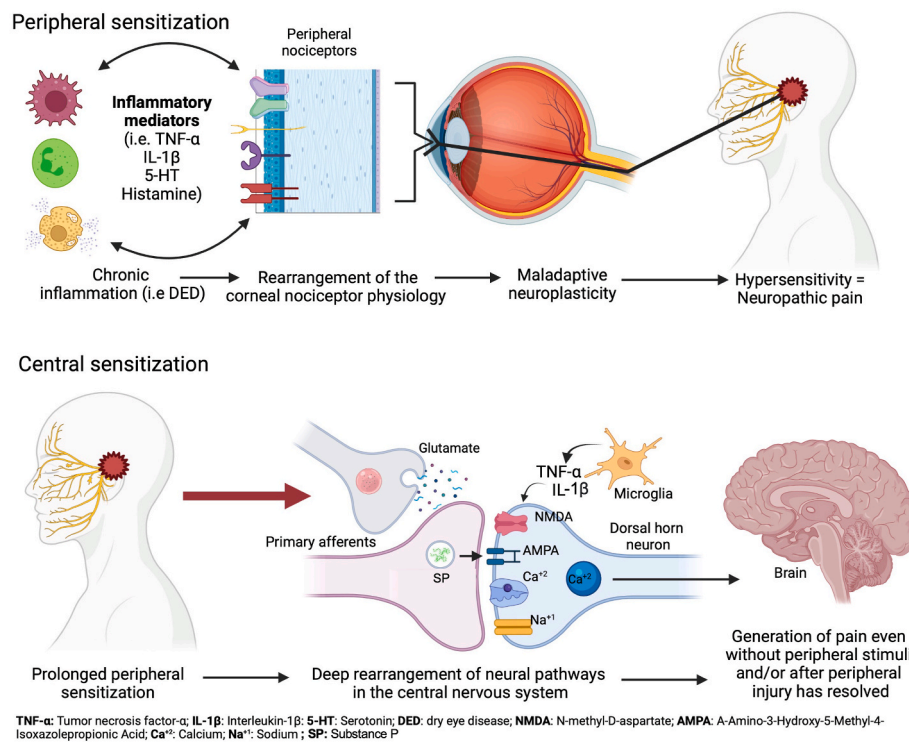 Peripheral sensitization
Peripheral
nociceptors
Inflammatory
mediators
(i.e. TNF-α
IL-1β
5-HT
Histamine)
Chronic
inflammation (i.e DED)
Rearrangement of the
corneal nociceptor physiology
Maladaptive
neuroplasticity
Hypersensitivity =
Neuropathic pain
Central sensitization
Glutamate
TNF-α
IL-1β
Microglia
NMDA
Primary afferents
Dorsal horn
neuron
AMPA
SP
Ca⁺²
Ca⁺²
Na⁺¹
Brain
Prolonged peripheral
sensitization
Deep rearrangement of neural pathways
in the central nervous system
Generation of pain even
without peripheral stimuli
and/or after peripheral
injury has resolved
TNF-α: Tumor necrosis factor-α; IL-1β: Interleukin-1β: 5-HT: Serotonin; DED: dry eye disease; NMDA: N-methyl-D-aspartate; AMPA: A-Amino-3-Hydroxy-5-Methyl-4-
Isoxazolepropionic Acid; Ca⁺²: Calcium; Na⁺¹: Sodium ; SP: Substance P